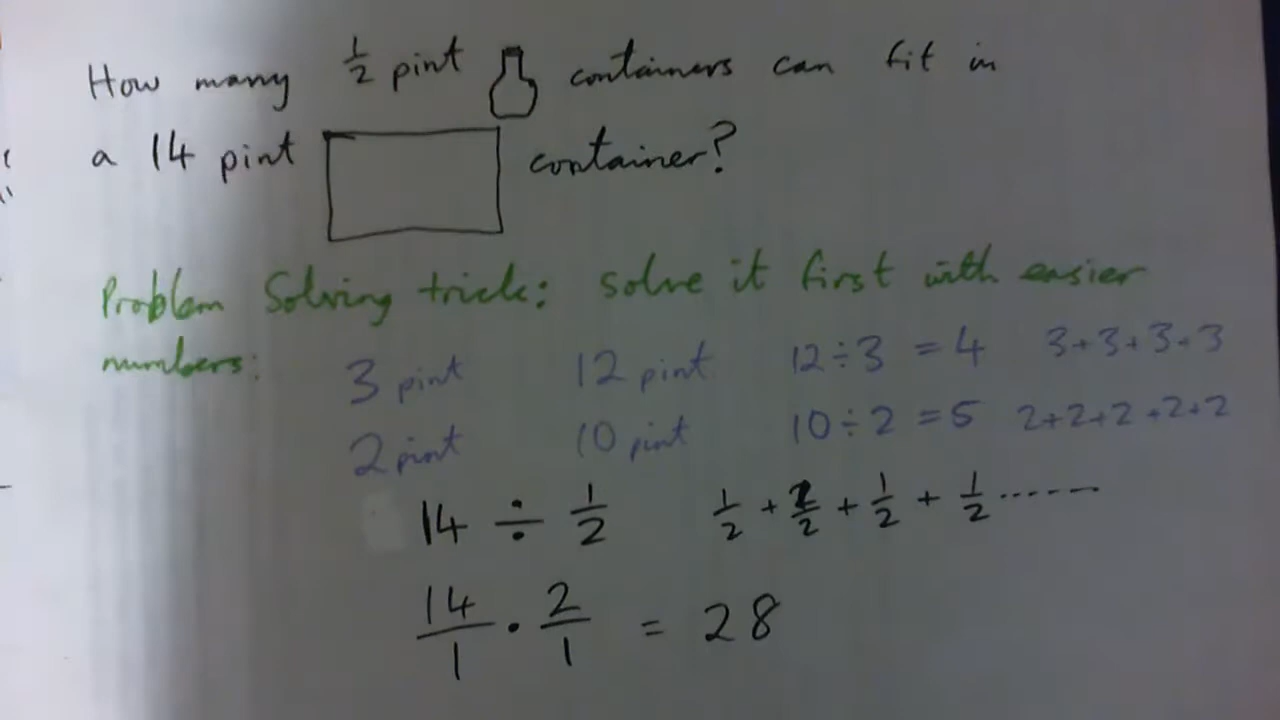 How many 1/2 pint containers can fit in
a 14 pint container?
Problem Solving trick: solve it first with easier
numbers:
3 pint 12 pint 12÷3 = 4 3+3+3+3
2 pint 10 pint 10÷2 = 5 2+2+2+2+2
14 ÷ 1/2 1/2 + 1/2 + 1/2 + 1/2 ......
14/1 · 2/1 = 28